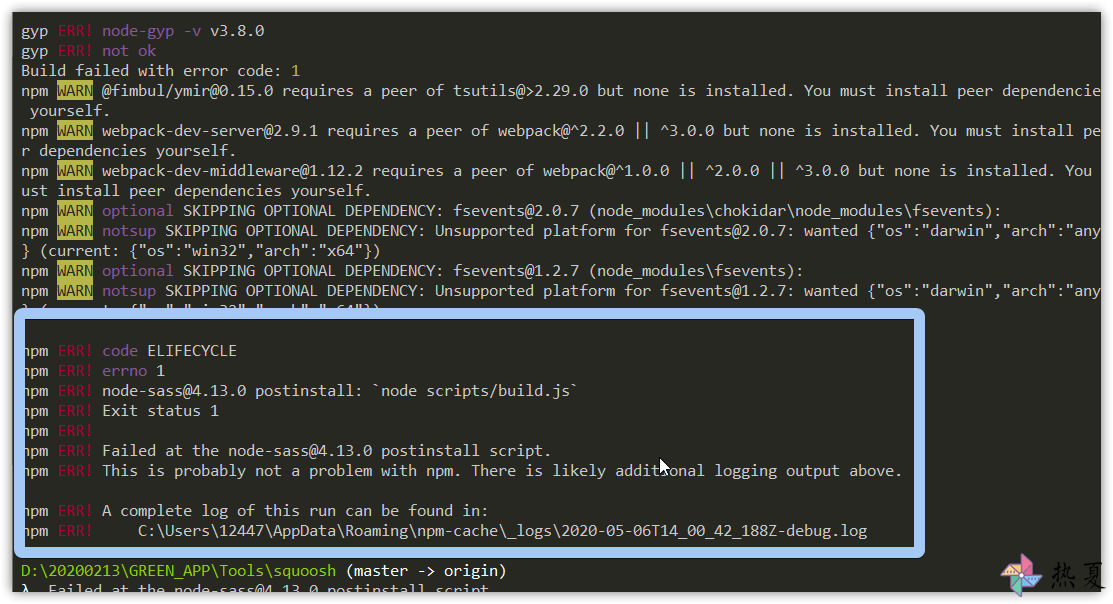 gyp ERR! node-gyp -v v3.8.0
gyp ERR! not ok
Build failed with error code: 1
npm WARN @fimbul/ymir@0.15.0 requires a peer of tsutils@>2.29.0 but none is installed. You must install peer dependencie
 yourself.
npm WARN webpack-dev-server@2.9.1 requires a peer of webpack@^2.2.0 || ^3.0.0 but none is installed. You must install pe
r dependencies yourself.
npm WARN webpack-dev-middleware@1.12.2 requires a peer of webpack@^1.0.0 || ^2.0.0 || ^3.0.0 but none is installed. You
ust install peer dependencies yourself.
npm WARN optional SKIPPING OPTIONAL DEPENDENCY: fsevents@2.0.7 (node_modules\chokidar\node_modules\fsevents):
npm WARN notsup SKIPPING OPTIONAL DEPENDENCY: Unsupported platform for fsevents@2.0.7: wanted {"os":"darwin","arch":"any
} (current: {"os":"win32","arch":"x64"})
npm WARN optional SKIPPING OPTIONAL DEPENDENCY: fsevents@1.2.7 (node_modules\fsevents):
npm WARN notsup SKIPPING OPTIONAL DEPENDENCY: Unsupported platform for fsevents@1.2.7: wanted {"os":"darwin","arch":"any
npm ERR! code ELIFECYCLE
npm ERR! errno 1
npm ERR! node-sass@4.13.0 postinstall: `node scripts/build.js`
npm ERR! Exit status 1
npm ERR!
npm ERR! Failed at the node-sass@4.13.0 postinstall script.
npm ERR! This is probably not a problem with npm. There is likely additional logging output above.
npm ERR! A complete log of this run can be found in:
npm ERR!     C:\Users\12447\AppData\Roaming\npm-cache\_logs\2020-05-06T14_00_42_188Z-debug.log
D:\20200213\GREEN_APP\Tools\squoosh (master -> origin)
λ  Failed at the node-sass@4.13.0 postinstall script
热夏